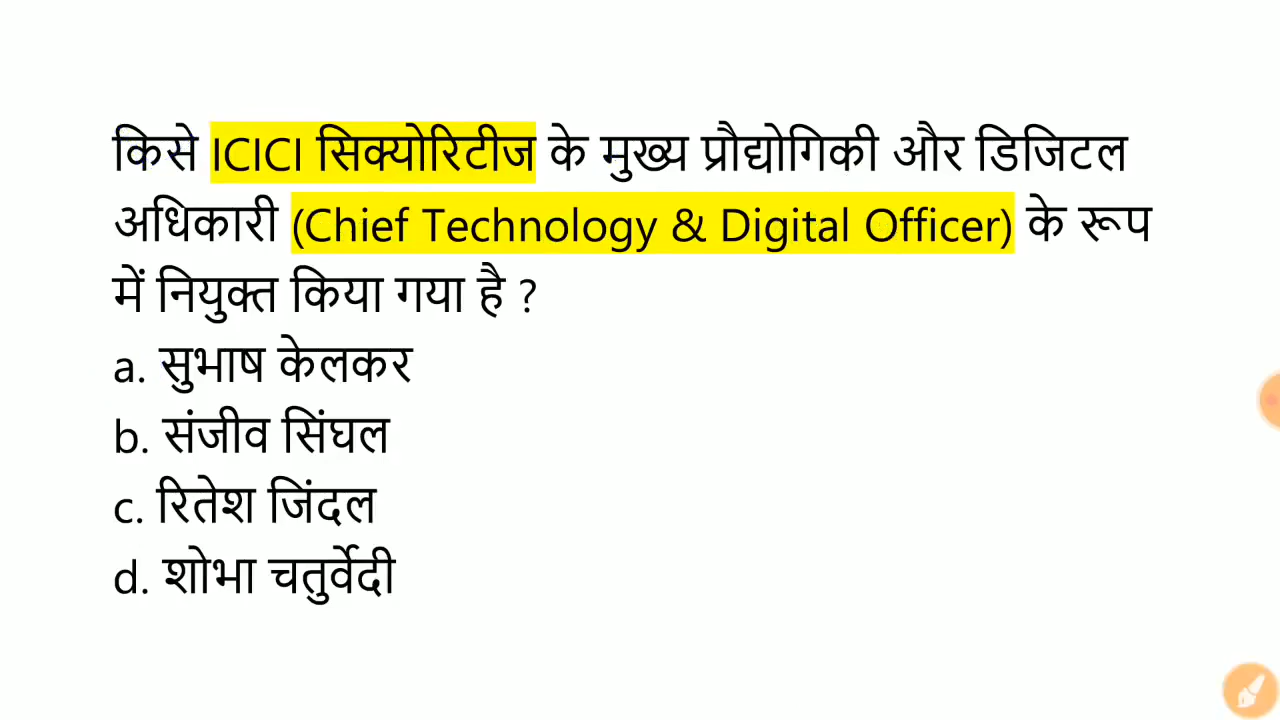 किसे ICICI सिक्योरिटीज के मुख्य प्रौद्योगिकी और डिजिटल
अधिकारी (Chief Technology & Digital Officer) के रूप
में नियुक्त किया गया है ?
a. सुभाष केलकर
b. संजीव सिंघल
c. रितेश जिंदल
d. शोभा चतुर्वेदी